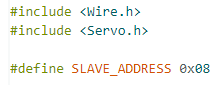 #include <Wire.h>
#include <Servo.h>
#define SLAVE_ADDRESS 0x08